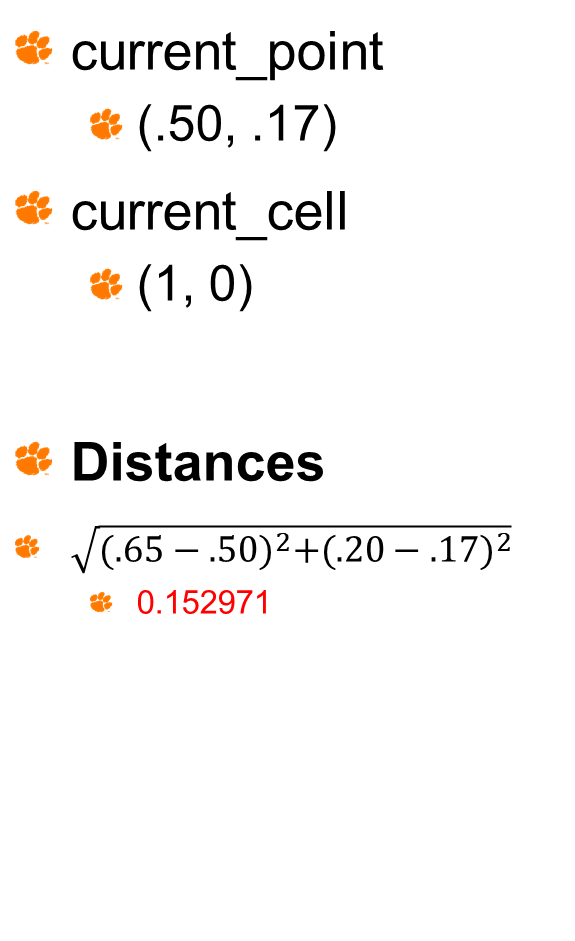 current_point
(.50, .17)
current_cell
(1, 0)
Distances
√(.65 − .50)²+(.20 − .17)²
0.152971